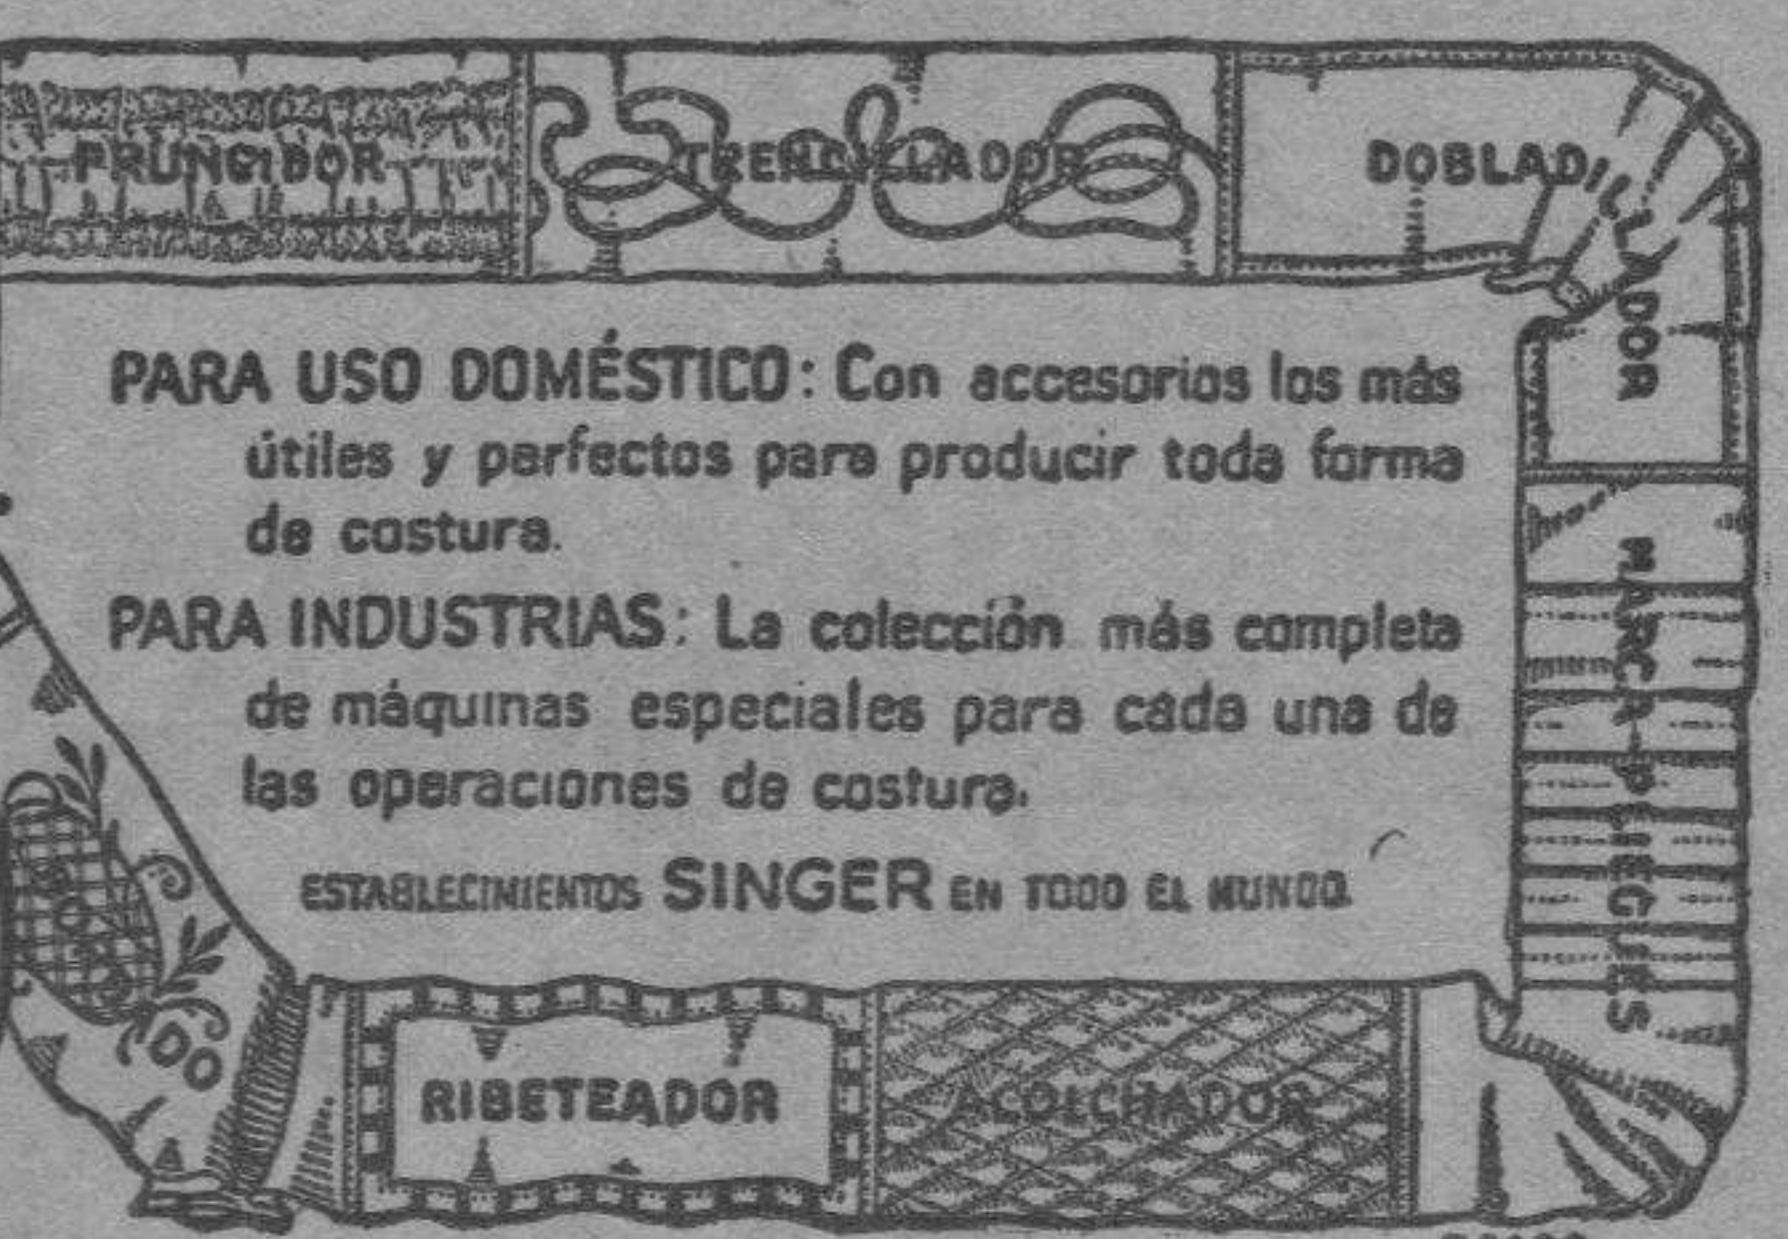 FRUNCIDOR TRENCILLADOR DOBLADILLADOR
PARA USO DOMÉSTICO: Con accesorios los más
útiles y perfectos para producir toda forma
de costura.
PARA INDUSTRIAS: La colección más completa
de máquinas especiales para cada una de
las operaciones de costura.
ESTABLECIMIENTOS SINGER EN TODO EL MUNDO.
MARCA-PLIEGUES
RIBETEADOR ACOLCHADOR